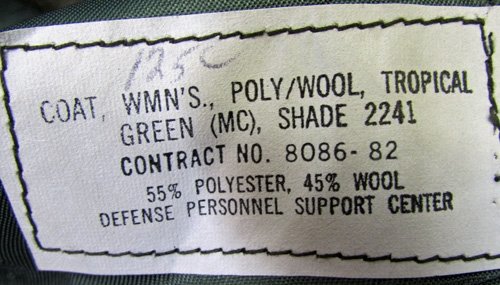 125C
COAT, WMN'S., POLY/WOOL, TROPICAL
GREEN (MC), SHADE 2241
CONTRACT NO. 8086-82
55% POLYESTER, 45% WOOL
DEFENSE PERSONNEL SUPPORT CENTER